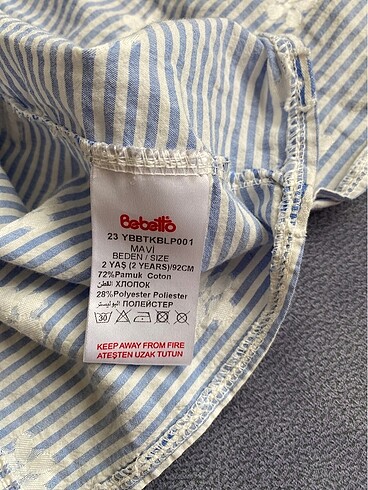 Bebetto
23 YBBTKBLP001
MAVİ
BEDEN / SIZE
2 YAŞ (2 YEARS)/92CM
72%Pamuk Coton
القطن ХЛОПОК
28%Polyester Poliester
البوليستر ПОЛЕЙСТЕР
30
KEEP AWAY FROM FIRE
ATEŞTEN UZAK TUTUN